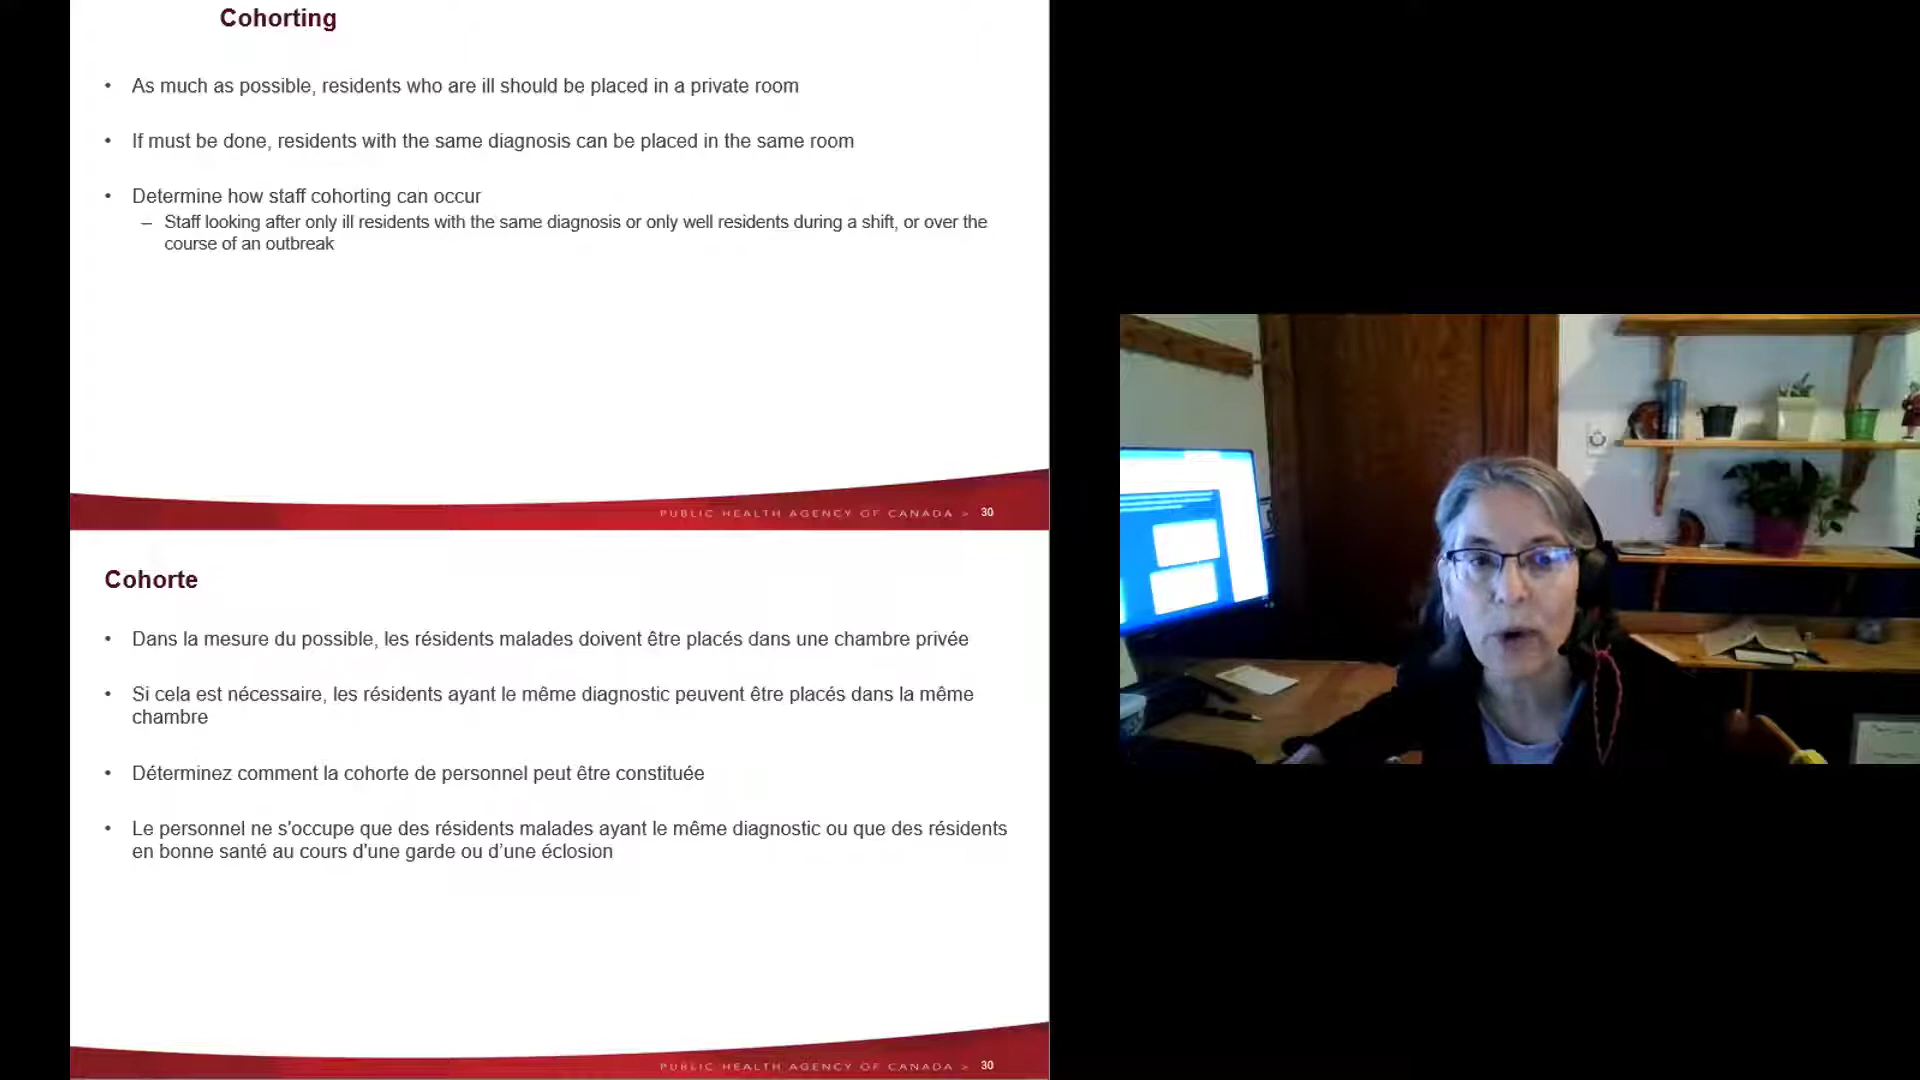 Cohorting
• As much as possible, residents who are ill should be placed in a private room
• If must be done, residents with the same diagnosis can be placed in the same room
• Determine how staff cohorting can occur
– Staff looking after only ill residents with the same diagnosis or only well residents during a shift, or over the
course of an outbreak
PUBLIC HEALTH AGENCY OF CANADA > 30
Cohorte
• Dans la mesure du possible, les résidents malades doivent être placés dans une chambre privée
• Si cela est nécessaire, les résidents ayant le même diagnostic peuvent être placés dans la même
chambre
• Déterminez comment la cohorte de personnel peut être constituée
• Le personnel ne s'occupe que des résidents malades ayant le même diagnostic ou que des résidents
en bonne santé au cours d'une garde ou d’une éclosion
PUBLIC HEALTH AGENCY OF CANADA > 30